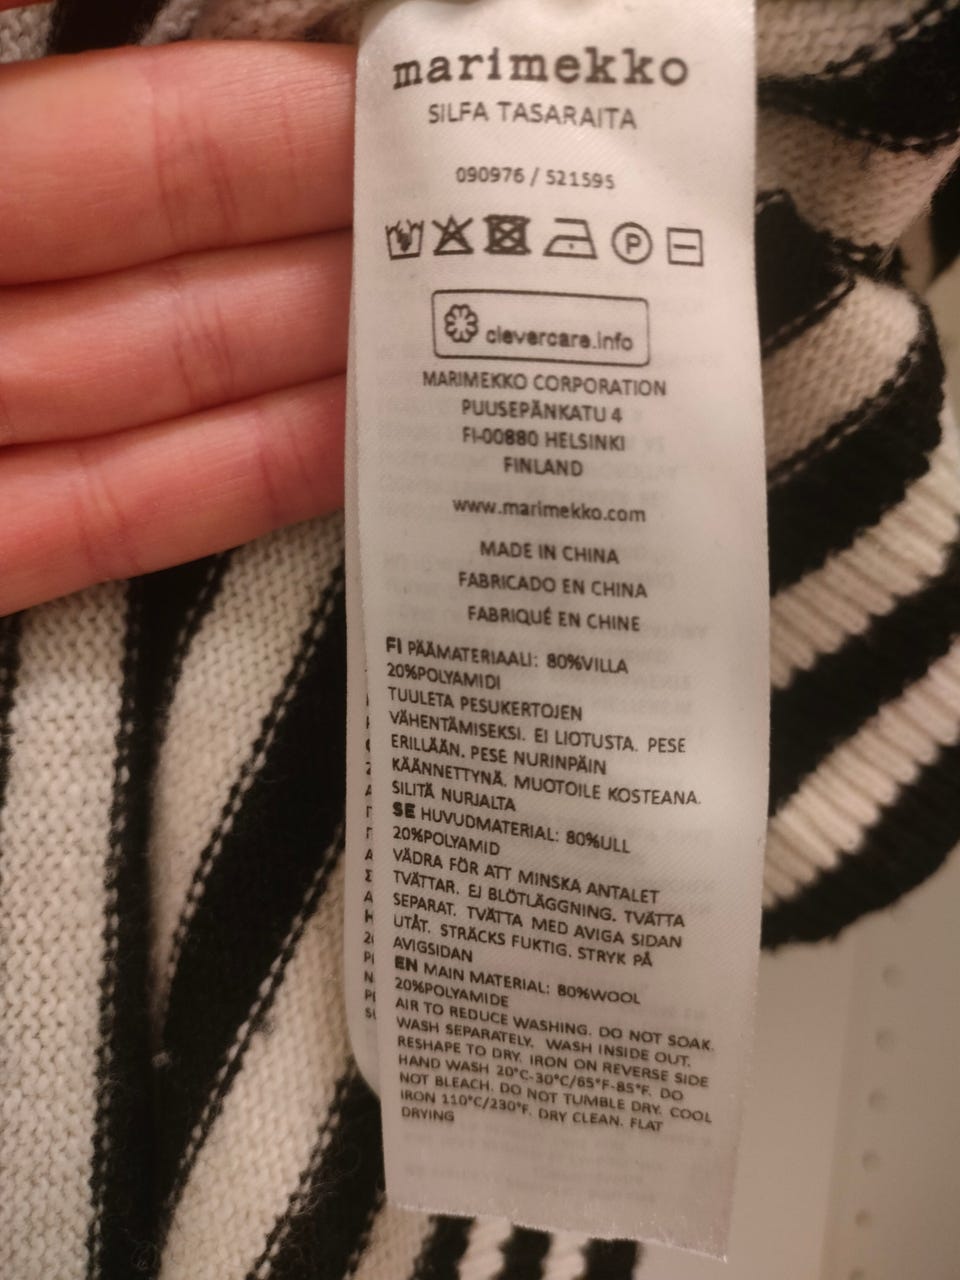 marimekko
SILFA TASARAITA
090976 / 521595
P
clevercare.info
MARIMEKKO CORPORATION
PUUSEPÄNKATU 4
FI-00880 HELSINKI
FINLAND
www.marimekko.com
MADE IN CHINA
FABRICADO EN CHINA
FABRIQUÉ EN CHINE
FI PÄÄMATERIAALI: 80%VILLA
20%POLYAMIDI
TUULETA PESUKERTOJEN
VÄHENTÄMISEKSI. EI LIOTUSTA. PESE
ERILLÄÄN. PESE NURINPÄIN
KÄÄNNETTYNÄ. MUOTOILE KOSTEANA.
SILITÄ NURJALTA
SE HUVUDMATERIAL: 80%ULL
20%POLYAMID
VÄDRA FÖR ATT MINSKA ANTALET
TVÄTTAR. EJ BLÖTLÄGGNING. TVÄTTA
SEPARAT. TVÄTTA MED AVIGA SIDAN
UTÅT. STRÄCKS FUKTIG. STRYK PÅ
AVIGSIDAN
EN MAIN MATERIAL: 80%WOOL
20%POLYAMIDE
AIR TO REDUCE WASHING. DO NOT SOAK.
WASH SEPARATELY. WASH INSIDE OUT.
RESHAPE TO DRY. IRON ON REVERSE SIDE
HAND WASH 20°C-30°C/65°F-85°F. DO
NOT BLEACH. DO NOT TUMBLE DRY. COOL
IRON 110°C/230°F. DRY CLEAN. FLAT
DRYING